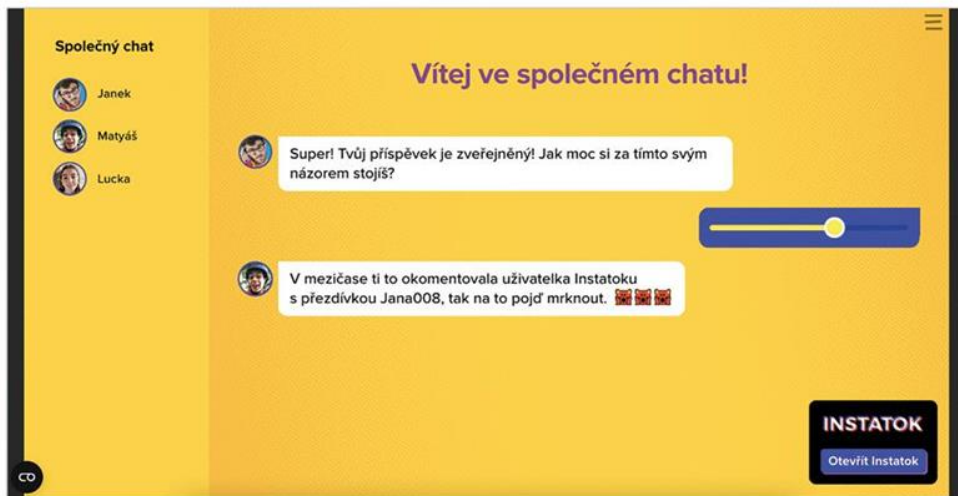 Společný chat
Janek
Matyáš
Lucka
Vítej ve společném chatu!
Super! Tvůj příspěvek je zveřejněný! Jak moc si za tímto svým
názorem stojíš?
V mezičase ti to okomentovala uživatelka Instatoku
s přezdívkou Jana008, tak na to pojď mrknout.
INSTATOK
Otevřít Instatok